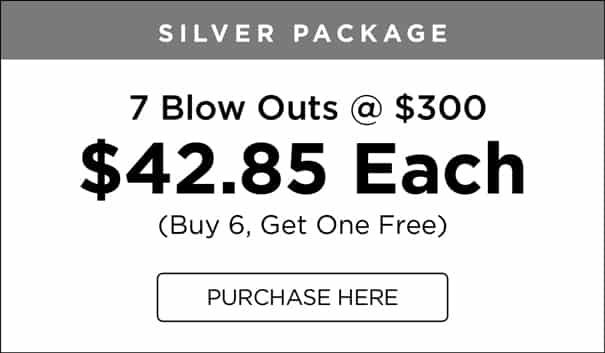 SILVER PACKAGE
7 Blow Outs @ $300
$42.85 Each
(Buy 6, Get One Free)
PURCHASE HERE